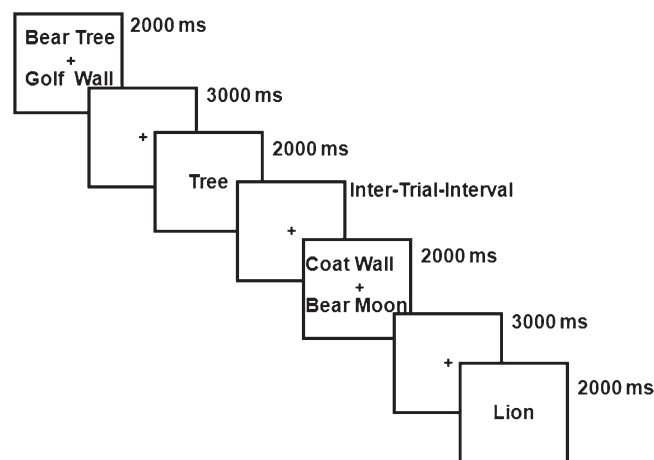 Bear Tree
+
Golf Wall
2000 ms
3000 ms
+
2000 ms
Tree
Inter-Trial-Interval
+
2000 ms
Coat Wall
+
Bear Moon
3000 ms
+
2000 ms
Lion